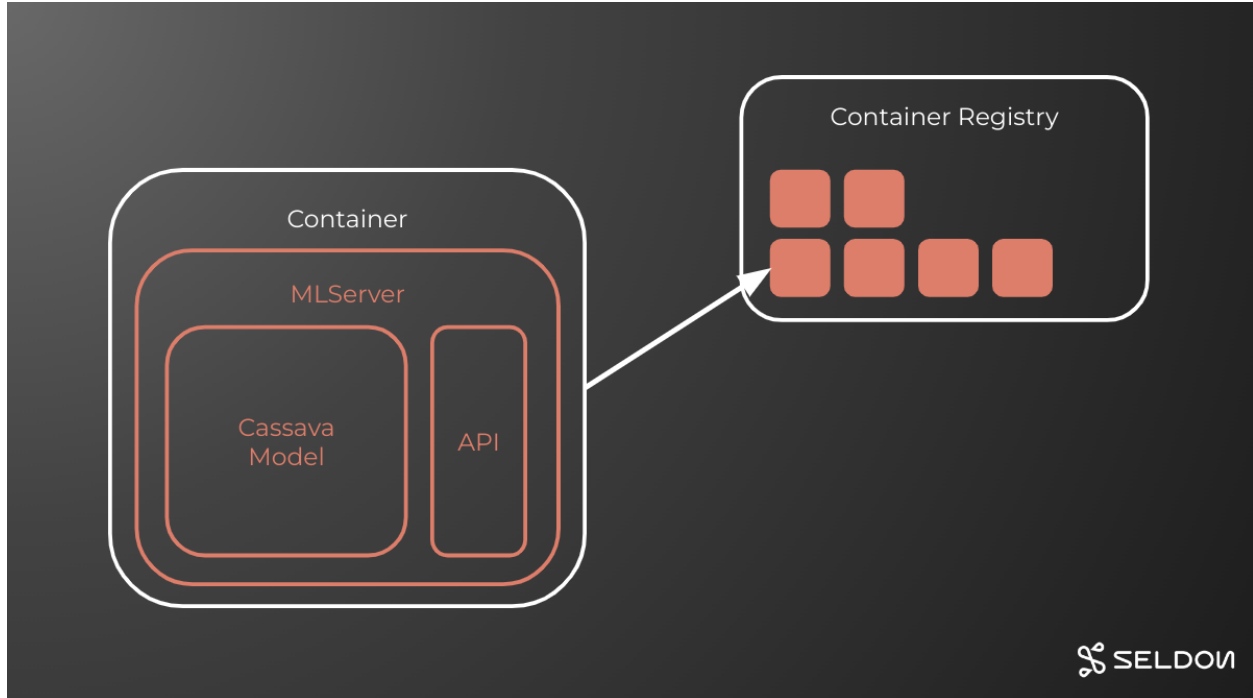 Container Registry
Container
MLServer
Cassava
Model
API
SELDON